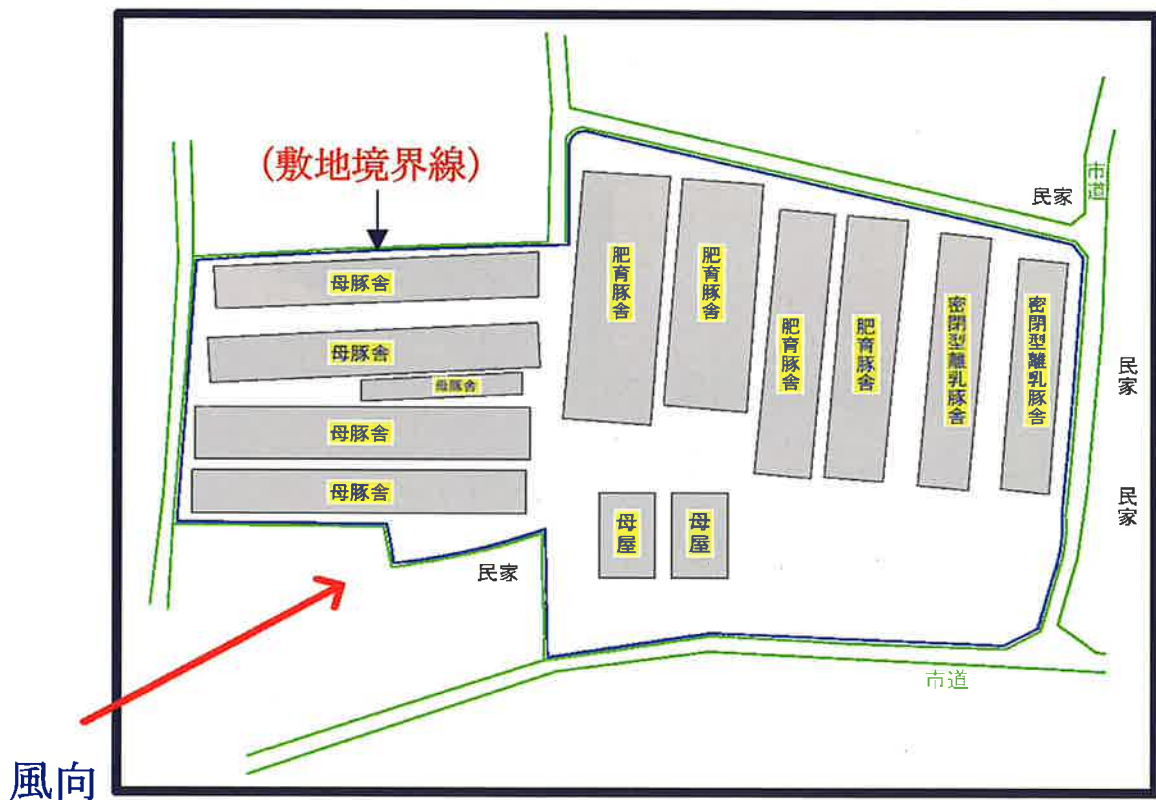 (敷地境界線)
民家
市道
母豚舎
母豚舎
母豚舎
母豚舎
母豚舎
肥育豚舎
肥育豚舎
肥育豚舎
肥育豚舎
密閉型離乳豚舎
密閉型離乳豚舎
民家
民家
母屋
母屋
民家
市道
風向